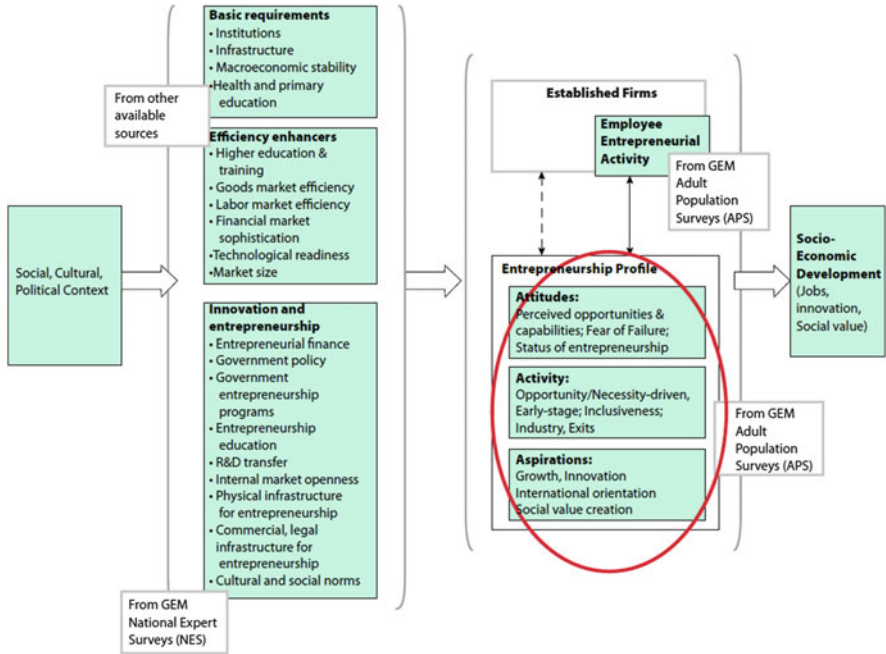 Social, Cultural,
Political Context
From other
available
sources
Basic requirements
• Institutions
• Infrastructure
• Macroeconomic stability
•Health and primary
education
Efficiency enhancers
• Higher education &
training
• Goods market efficiency
• Labor market efficiency
• Financial market
sophistication
•Technological readiness
•Market size
Innovation and
entrepreneurship
• Entrepreneurial finance
• Government policy
• Government
entrepreneurship
programs
• Entrepreneurship
education
• R&D transfer
• Internal market openness
• Physical infrastructure
for entrepreneurship
• Commercial, legal
infrastructure for
entrepreneurship
• Cultural and social norms
From GEM
National Expert
Surveys (NES)
Established Firms
Employee
Entrepreneurial
Activity
From GEM
Adult
Population
Surveys (APS)
Entrepreneurship Profile
Attitudes:
Perceived opportunities &
capabilities; Fear of Failure;
Status of entrepreneurship
Activity:
Opportunity/Necessity-driven,
Early-stage; Inclusiveness;
Industry, Exits
Aspirations:
Growth, Innovation
International orientation
Social value creation
From GEM
Adult
Population
Surveys (APS)
Socio-
Economic
Development
(Jobs,
innovation,
Social value)